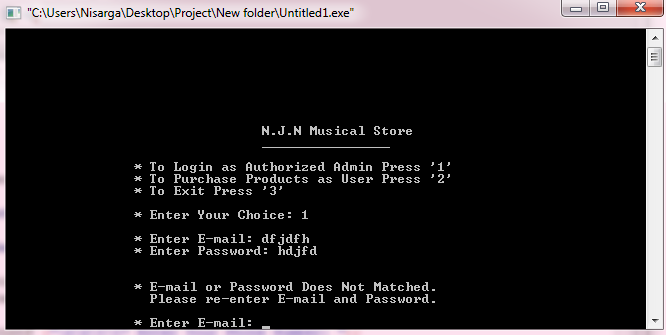 "C:\Users\Nisarga\Desktop\Project\New folder\Untitled1.exe"
N.J.N Musical Store
* To Login as Authorized Admin Press '1'
* To Purchase Products as User Press '2'
* To Exit Press '3'
* Enter Your Choice: 1
* Enter E-mail: dfjdfh
* Enter Password: hdjfd
* E-mail or Password Does Not Matched.
Please re-enter E-mail and Password.
* Enter E-mail: _